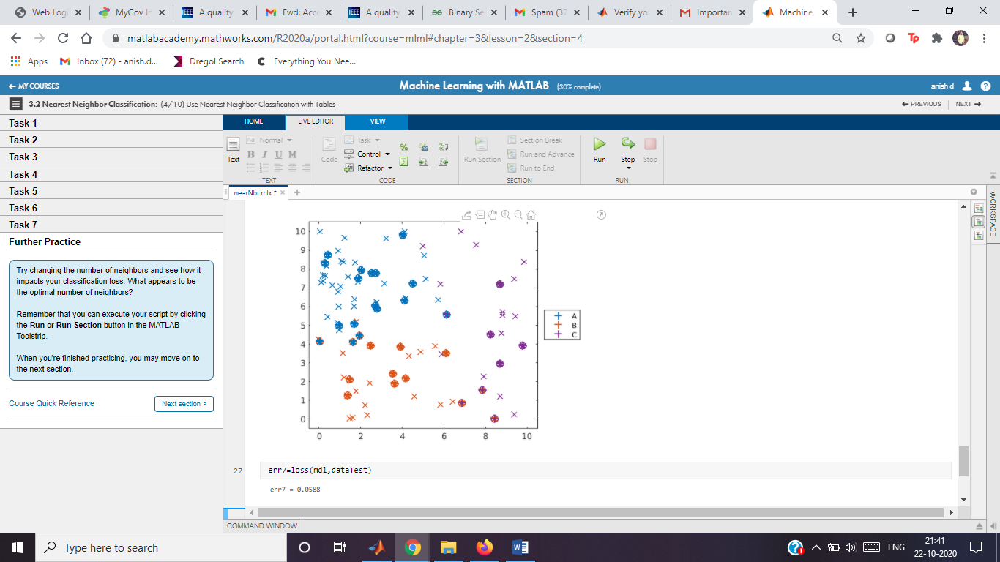 Web Logi
MyGov In
IEEE A quality
Fwd: Acce
IEEE A quality
Binary Se
Spam (37
Verify you
Importan
Machine
matlabacademy.mathworks.com/R2020a/portal.html?course=mlml#chapter=3&lesson=2&section=4
Apps Inbox (72) - anish.d... Dregol Search Everything You Nee...
← MY COURSES
Machine Learning with MATLAB (30% complete)
anish d
3.2 Nearest Neighbor Classification: (4/10) Use Nearest Neighbor Classification with Tables
← PREVIOUS NEXT →
Task 1
Task 2
Task 3
Task 4
Task 5
Task 6
Task 7
Further Practice
Try changing the number of neighbors and see how it
impacts your classification loss. What appears to be
the optimal number of neighbors?
Remember that you can execute your script by clicking
the Run or Run Section button in the MATLAB
Toolstrip.
When you're finished practicing, you may move on to
the next section.
Course Quick Reference
Next section >
HOME LIVE EDITOR VIEW
Text
Aa Normal
B I U M
TEXT
Code
Task
Control
Refactor
CODE
Run Section
Section Break
Run and Advance
Run to End
SECTION
Run Step Stop
RUN
nearNbr.mlx *
WORKSPACE
10
9
8
7
6
5
4
3
2
1
0
0 2 4 6 8 10
A
B
C
27 err7=loss(mdl,dataTest)
err7 = 0.0588
COMMAND WINDOW
Type here to search
ENG
21:41
22-10-2020